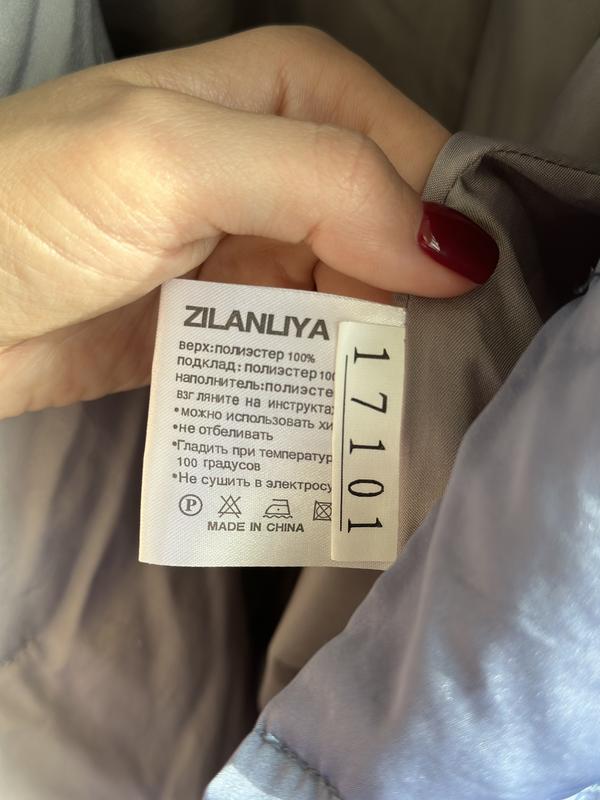 ZILANLIYA
верх:полиэстер 100%
подклад: полиэстер 100
наполнитель:полиэсте
взгляните на инструкта
•можно использовать хи
•не отбеливать
•Гладить при температур
100 градусов
•Не сушить в электросу
P
MADE IN CHINA
17101